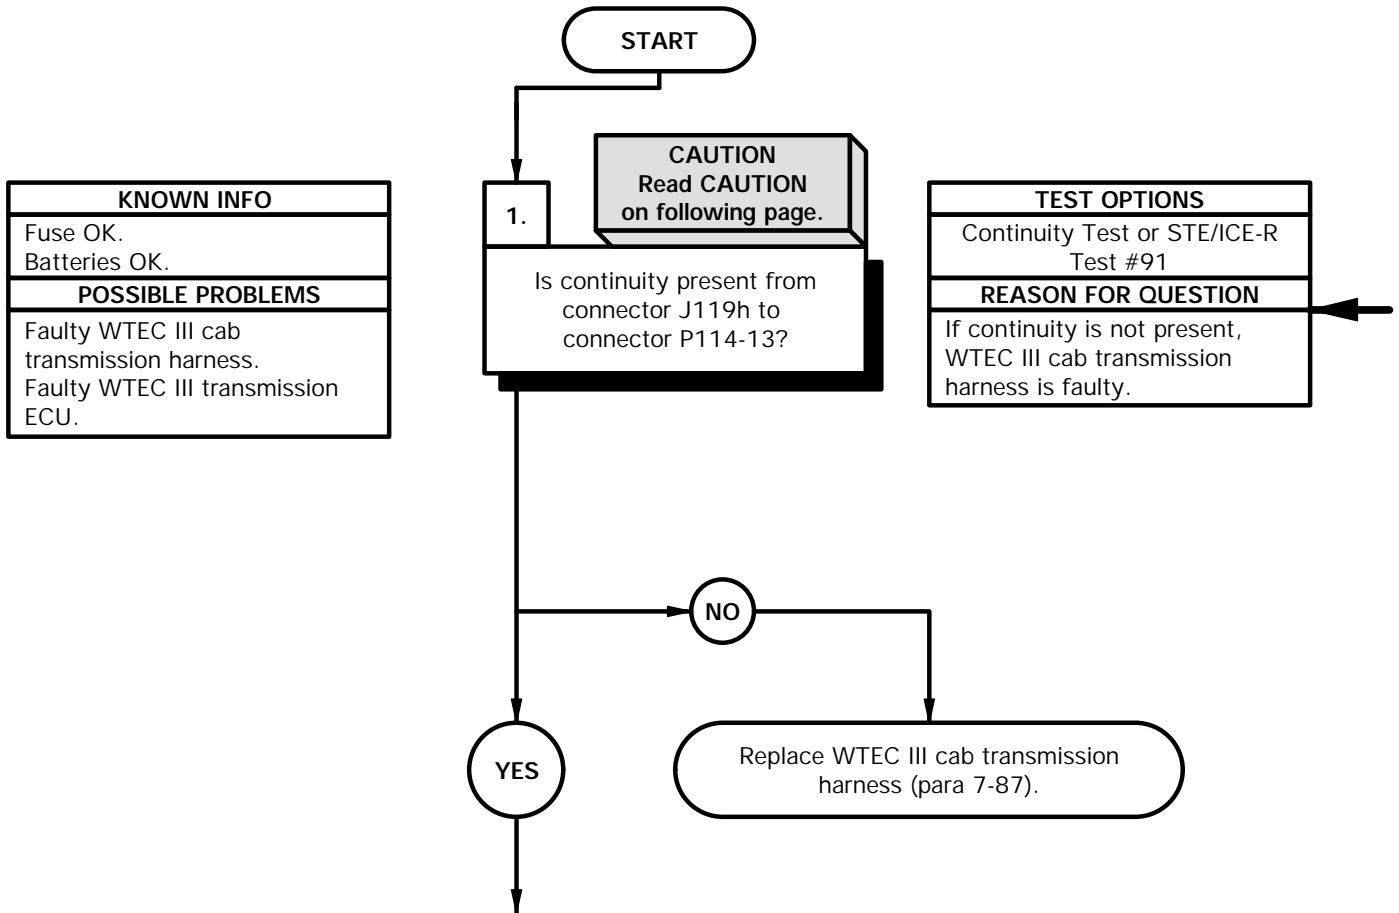 START
CAUTION
Read CAUTION
on following page.
KNOWN INFO
Fuse OK.
Batteries OK.
POSSIBLE PROBLEMS
Faulty WTEC III cab
transmission harness.
Faulty WTEC III transmission
ECU.
1.
Is continuity present from
connector J119h to
connector P114-13?
TEST OPTIONS
Continuity Test or STE/ICE-R
Test #91
REASON FOR QUESTION
If continuity is not present,
WTEC III cab transmission
harness is faulty.
NO
YES
Replace WTEC III cab transmission
harness (para 7-87).